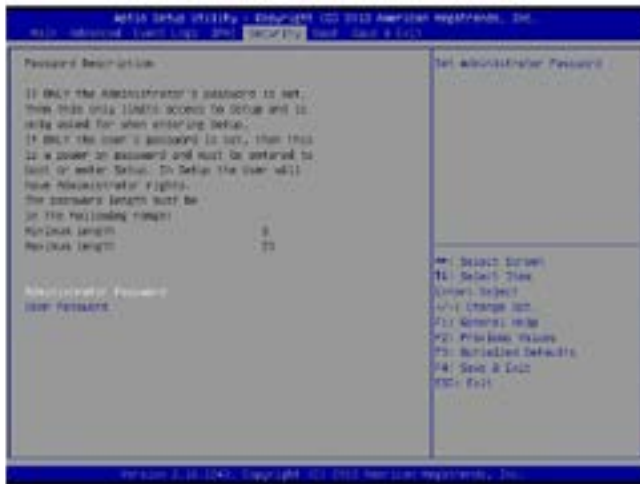 Aptio Setup Utility - Copyright (C) 2013 American Megatrends, Inc.
Main Advanced Event Logs IPMI Security Boot Save & Exit
Password Description
If ONLY the Administrator's password is set,
then this only limits access to Setup and is
only asked for when entering Setup.
If ONLY the User's password is set, then this
is a power on password and must be entered to
boot or enter Setup. In Setup the User will
have Administrator rights.
The password length must be
in the following range:
Minimum length
Maximum length
Administrator Password
User Password
Set Administrator Password
Select Screen
Select Item
Enter: Select
+/-: Change Opt.
F1: General Help
F2: Previous Values
F3: Optimized Defaults
F4: Save & Exit
ESC: Exit
Version Copyright (C) 2013 American Megatrends, Inc.